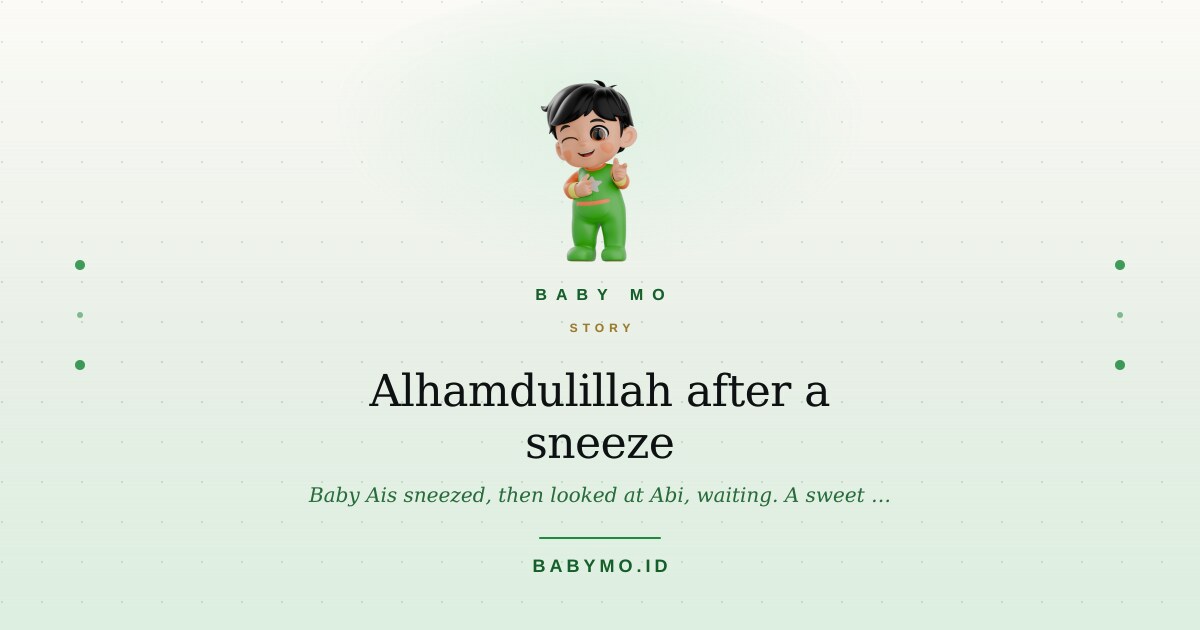 BABY MO
STORY
Alhamdulillah after a
sneeze
Baby Ais sneezed, then looked at Abi, waiting. A sweet ...
BABYMO.ID